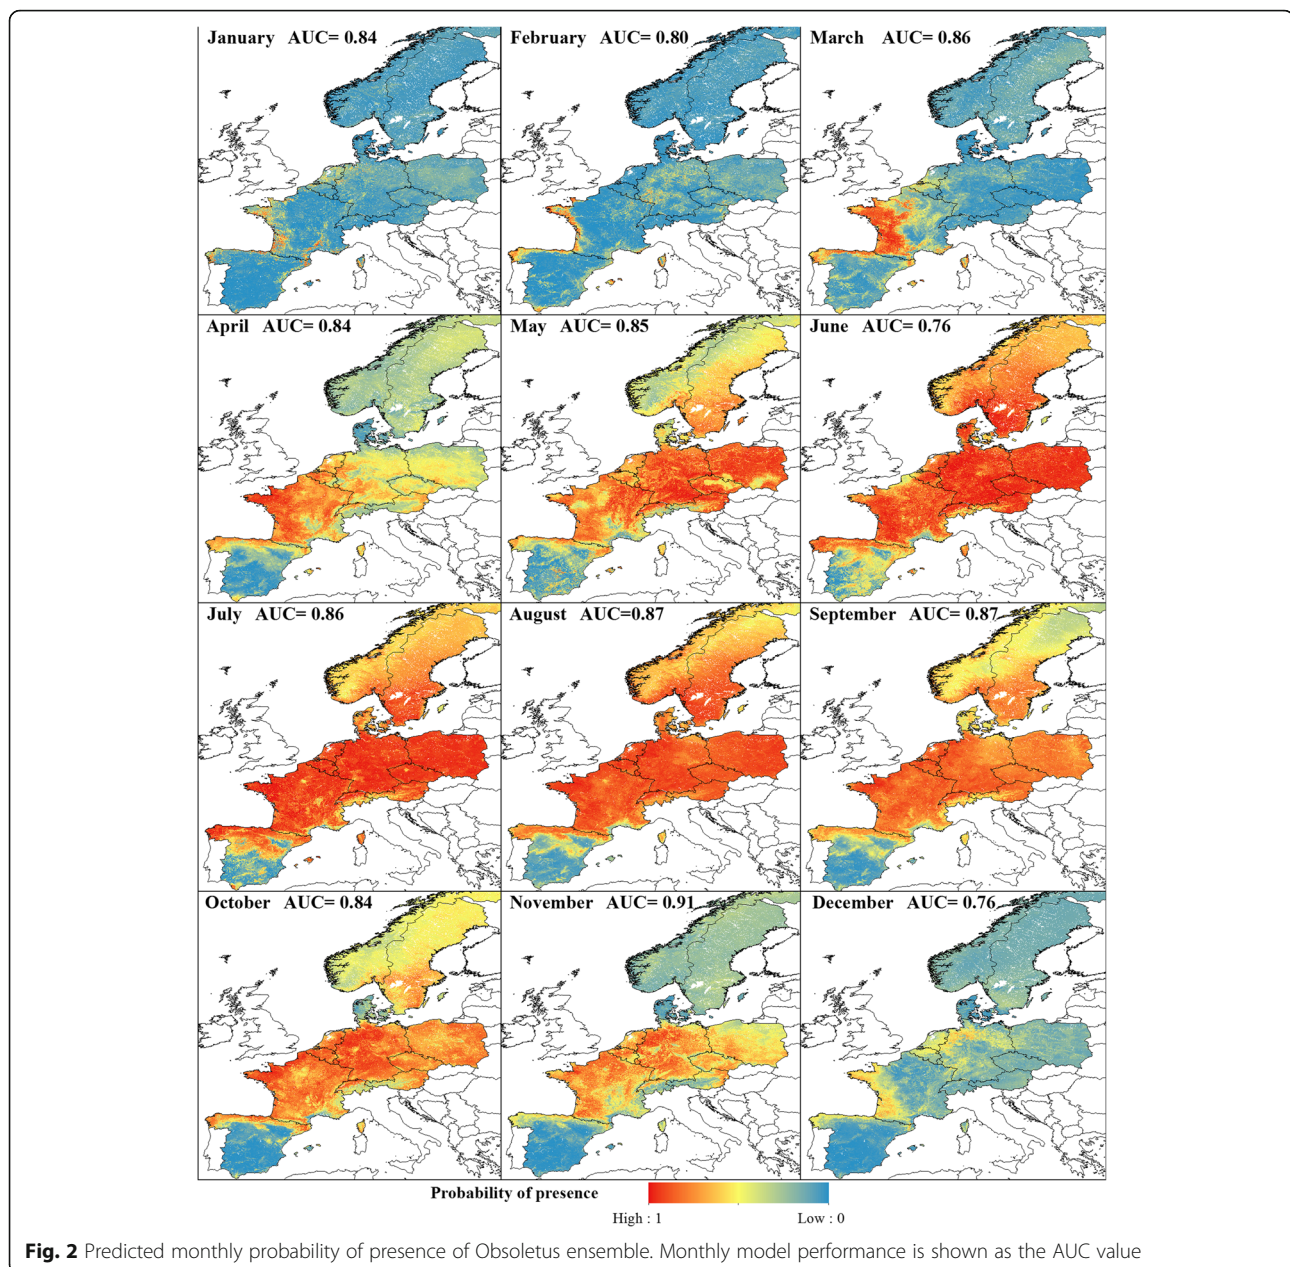 January AUC= 0.84
February AUC= 0.80
March AUC= 0.86
April AUC= 0.84
May AUC= 0.85
June AUC= 0.76
July AUC= 0.86
August AUC=0.87
September AUC= 0.87
October AUC= 0.84
November AUC= 0.91
December AUC= 0.76
Probability of presence
High : 1 Low : 0
Fig. 2 Predicted monthly probability of presence of Obsoletus ensemble. Monthly model performance is shown as the AUC value